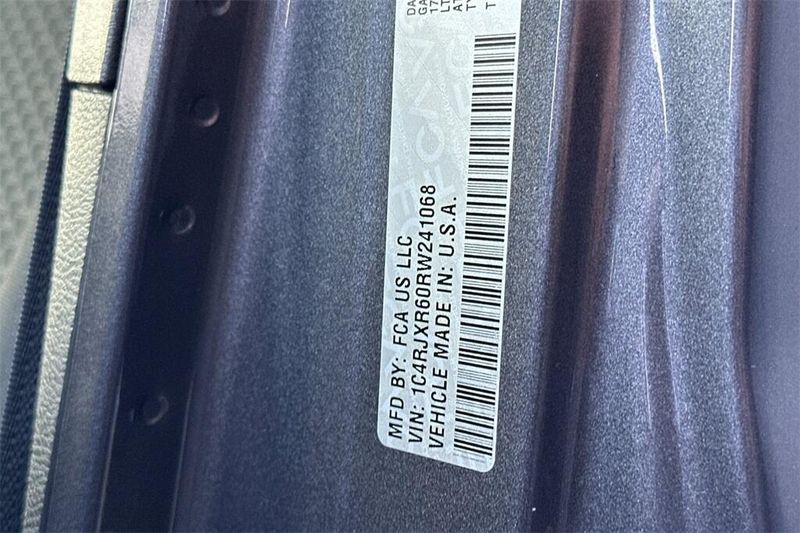 MFD BY: FCA US LLC
VIN: 1C4RJXR60RW241068
VEHICLE MADE IN: U.S.A.